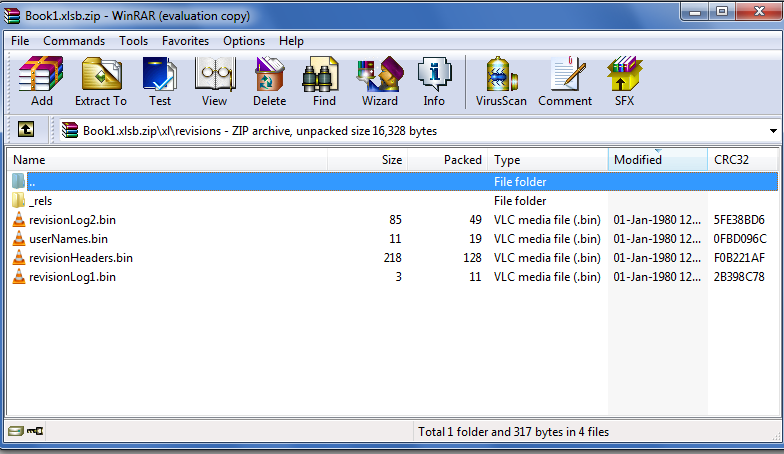 Book1.xlsb.zip - WinRAR (evaluation copy)
File Commands Tools Favorites Options Help
Add Extract To Test View Delete Find Wizard Info VirusScan Comment SFX
Book1.xlsb.zip\xl\revisions - ZIP archive, unpacked size 16,328 bytes
Name Size Packed Type Modified CRC32
.. File folder
_rels File folder
revisionLog2.bin 85 49 VLC media file (.bin) 01-Jan-1980 12... 5FE38BD6
userNames.bin 11 19 VLC media file (.bin) 01-Jan-1980 12... 0FBD096C
revisionHeaders.bin 218 128 VLC media file (.bin) 01-Jan-1980 12... F0B221AF
revisionLog1.bin 3 11 VLC media file (.bin) 01-Jan-1980 12... 2B398C78
Total 1 folder and 317 bytes in 4 files